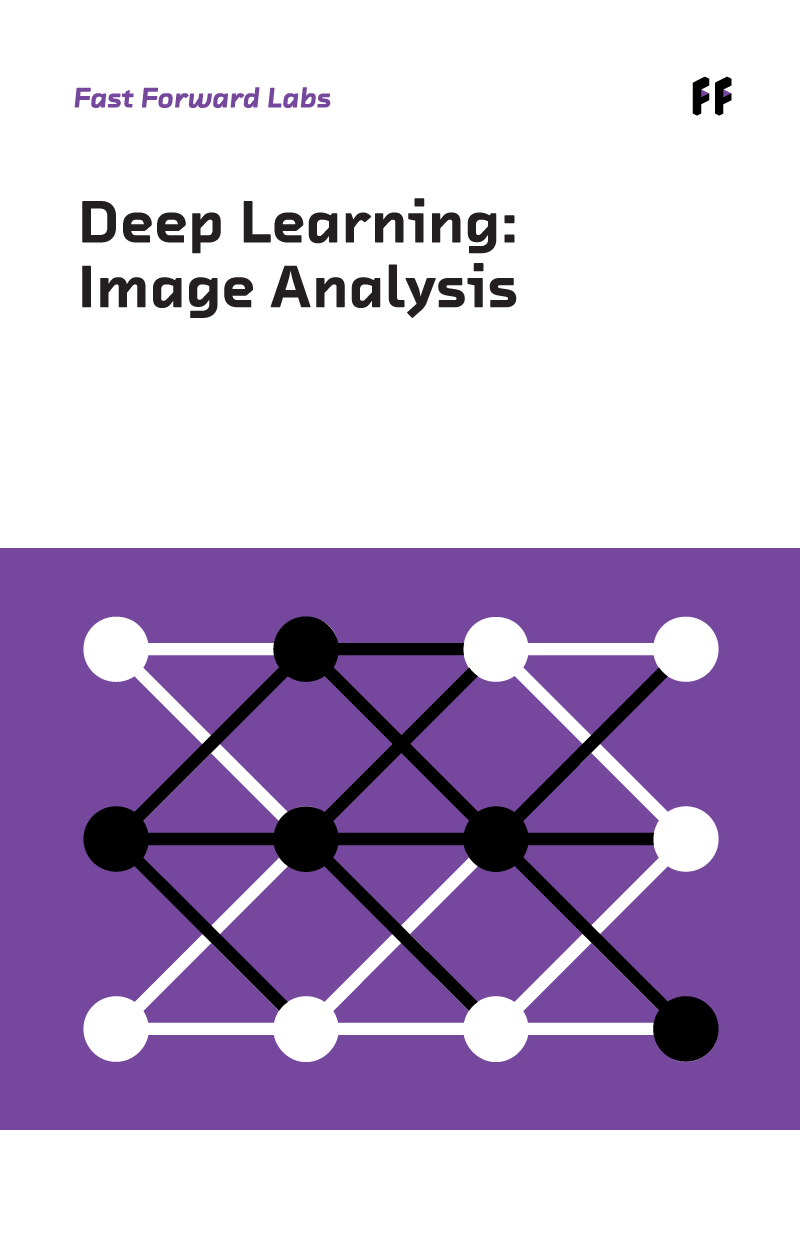 Fast Forward Labs
FF
Deep Learning:
Image Analysis